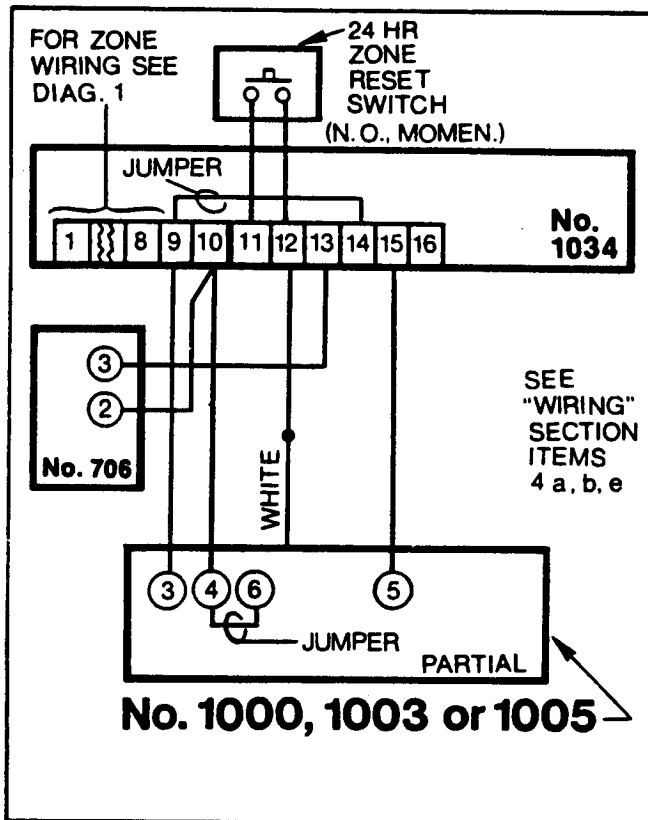 FOR ZONE
WIRING SEE
DIAG. 1
24 HR
ZONE
RESET
SWITCH
(N.O., MOMEN.)
JUMPER
No.
1034
1 8 9 10 11 12 13 14 15 16
3
2
No. 706
WHITE
SEE
"WIRING"
SECTION
ITEMS
4 a, b, e
3 4 6 5
JUMPER
PARTIAL
No. 1000, 1003 or 1005